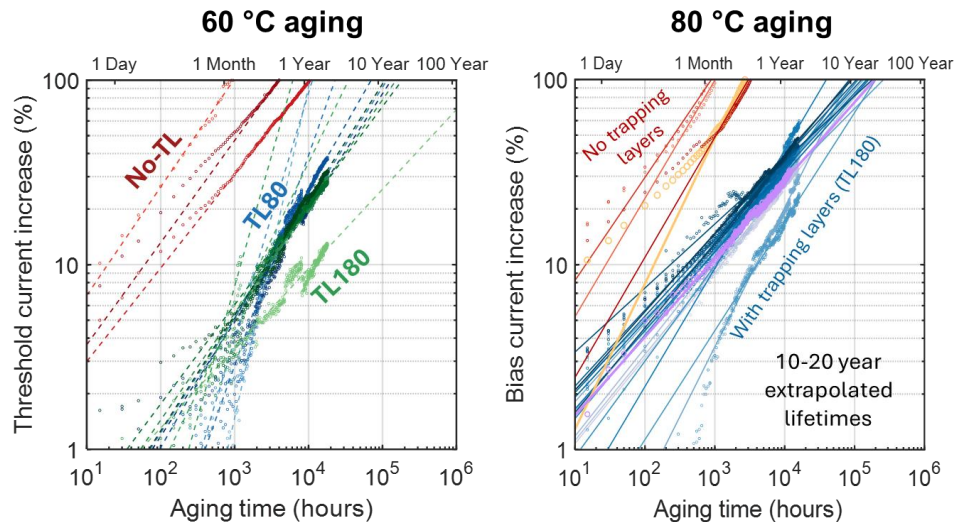 60 °C aging
1 Day 1 Month 1 Year 10 Year 100 Year
Threshold current increase (%)
100
10
1
No-TL
TL80
TL180
10^1 10^2 10^3 10^4 10^5 10^6
Aging time (hours)
80 °C aging
1 Day 1 Month 1 Year 10 Year 100 Year
Bias current increase (%)
100
10
1
No trapping
layers
With trapping layers (TL180)
10-20 year
extrapolated
lifetimes
10^1 10^2 10^3 10^4 10^5 10^6
Aging time (hours)